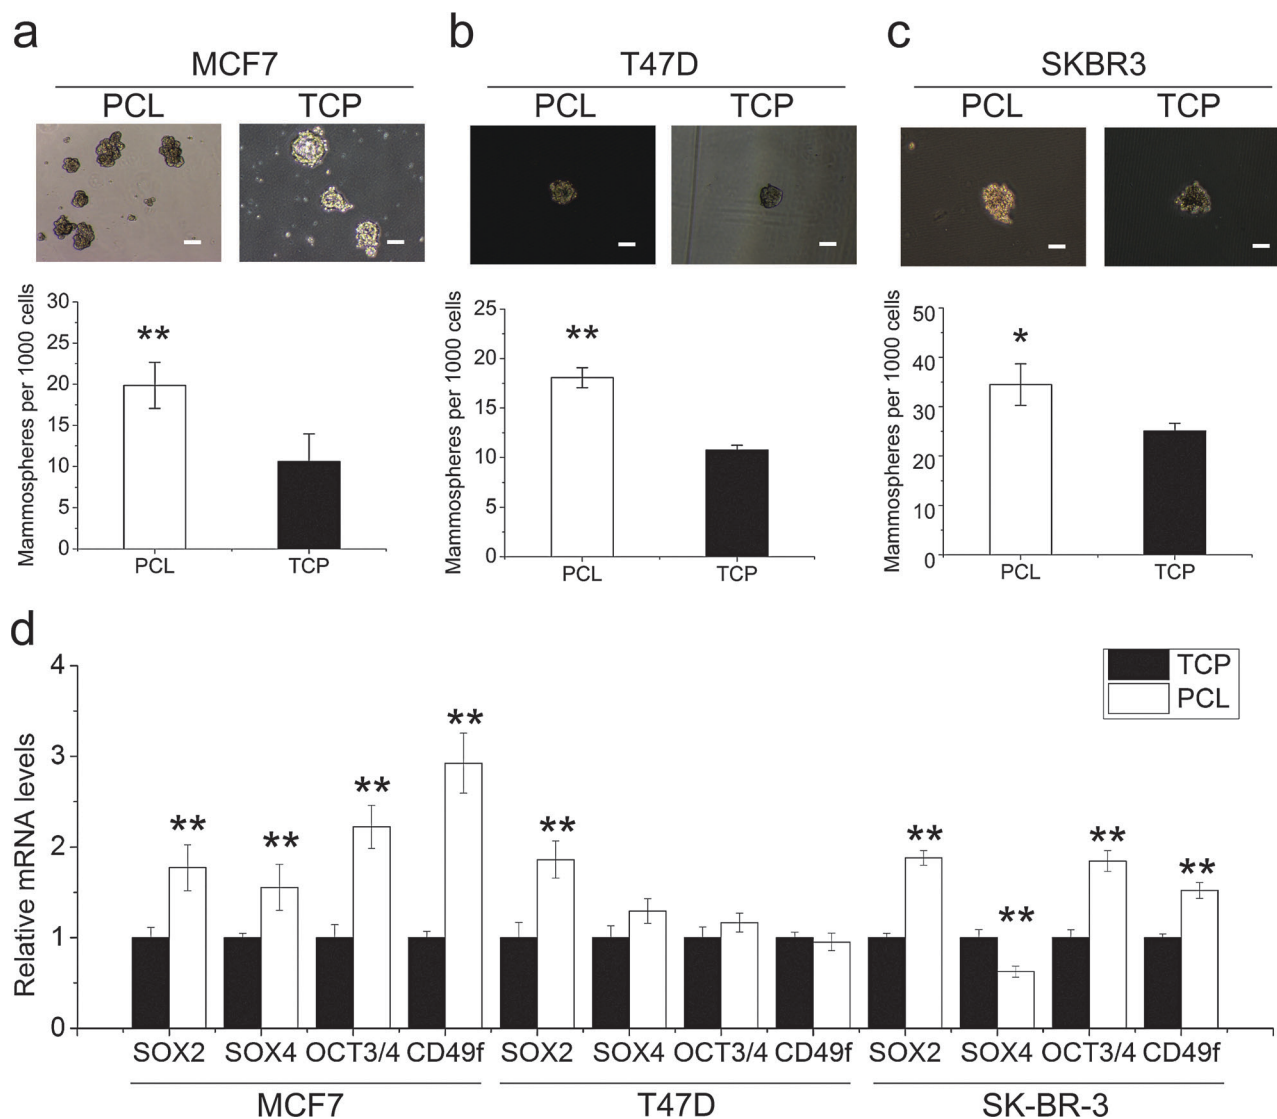 a
MCF7
PCL TCP
b
T47D
PCL TCP
c
SKBR3
PCL TCP
Mammospheres per 1000 cells
30
25
20
15
10
5
0
**
PCL TCP
Mammospheres per 1000 cells
25
20
15
10
5
0
**
PCL TCP
Mammospheres per 1000 cells
50
40
30
20
10
0
*
PCL TCP
d
Relative mRNA levels
4
3
2
1
0
TCP
PCL
** ** ** ** ** ** ** ** **
SOX2 SOX4 OCT3/4 CD49f SOX2 SOX4 OCT3/4 CD49f SOX2 SOX4 OCT3/4 CD49f
MCF7 T47D SK-BR-3